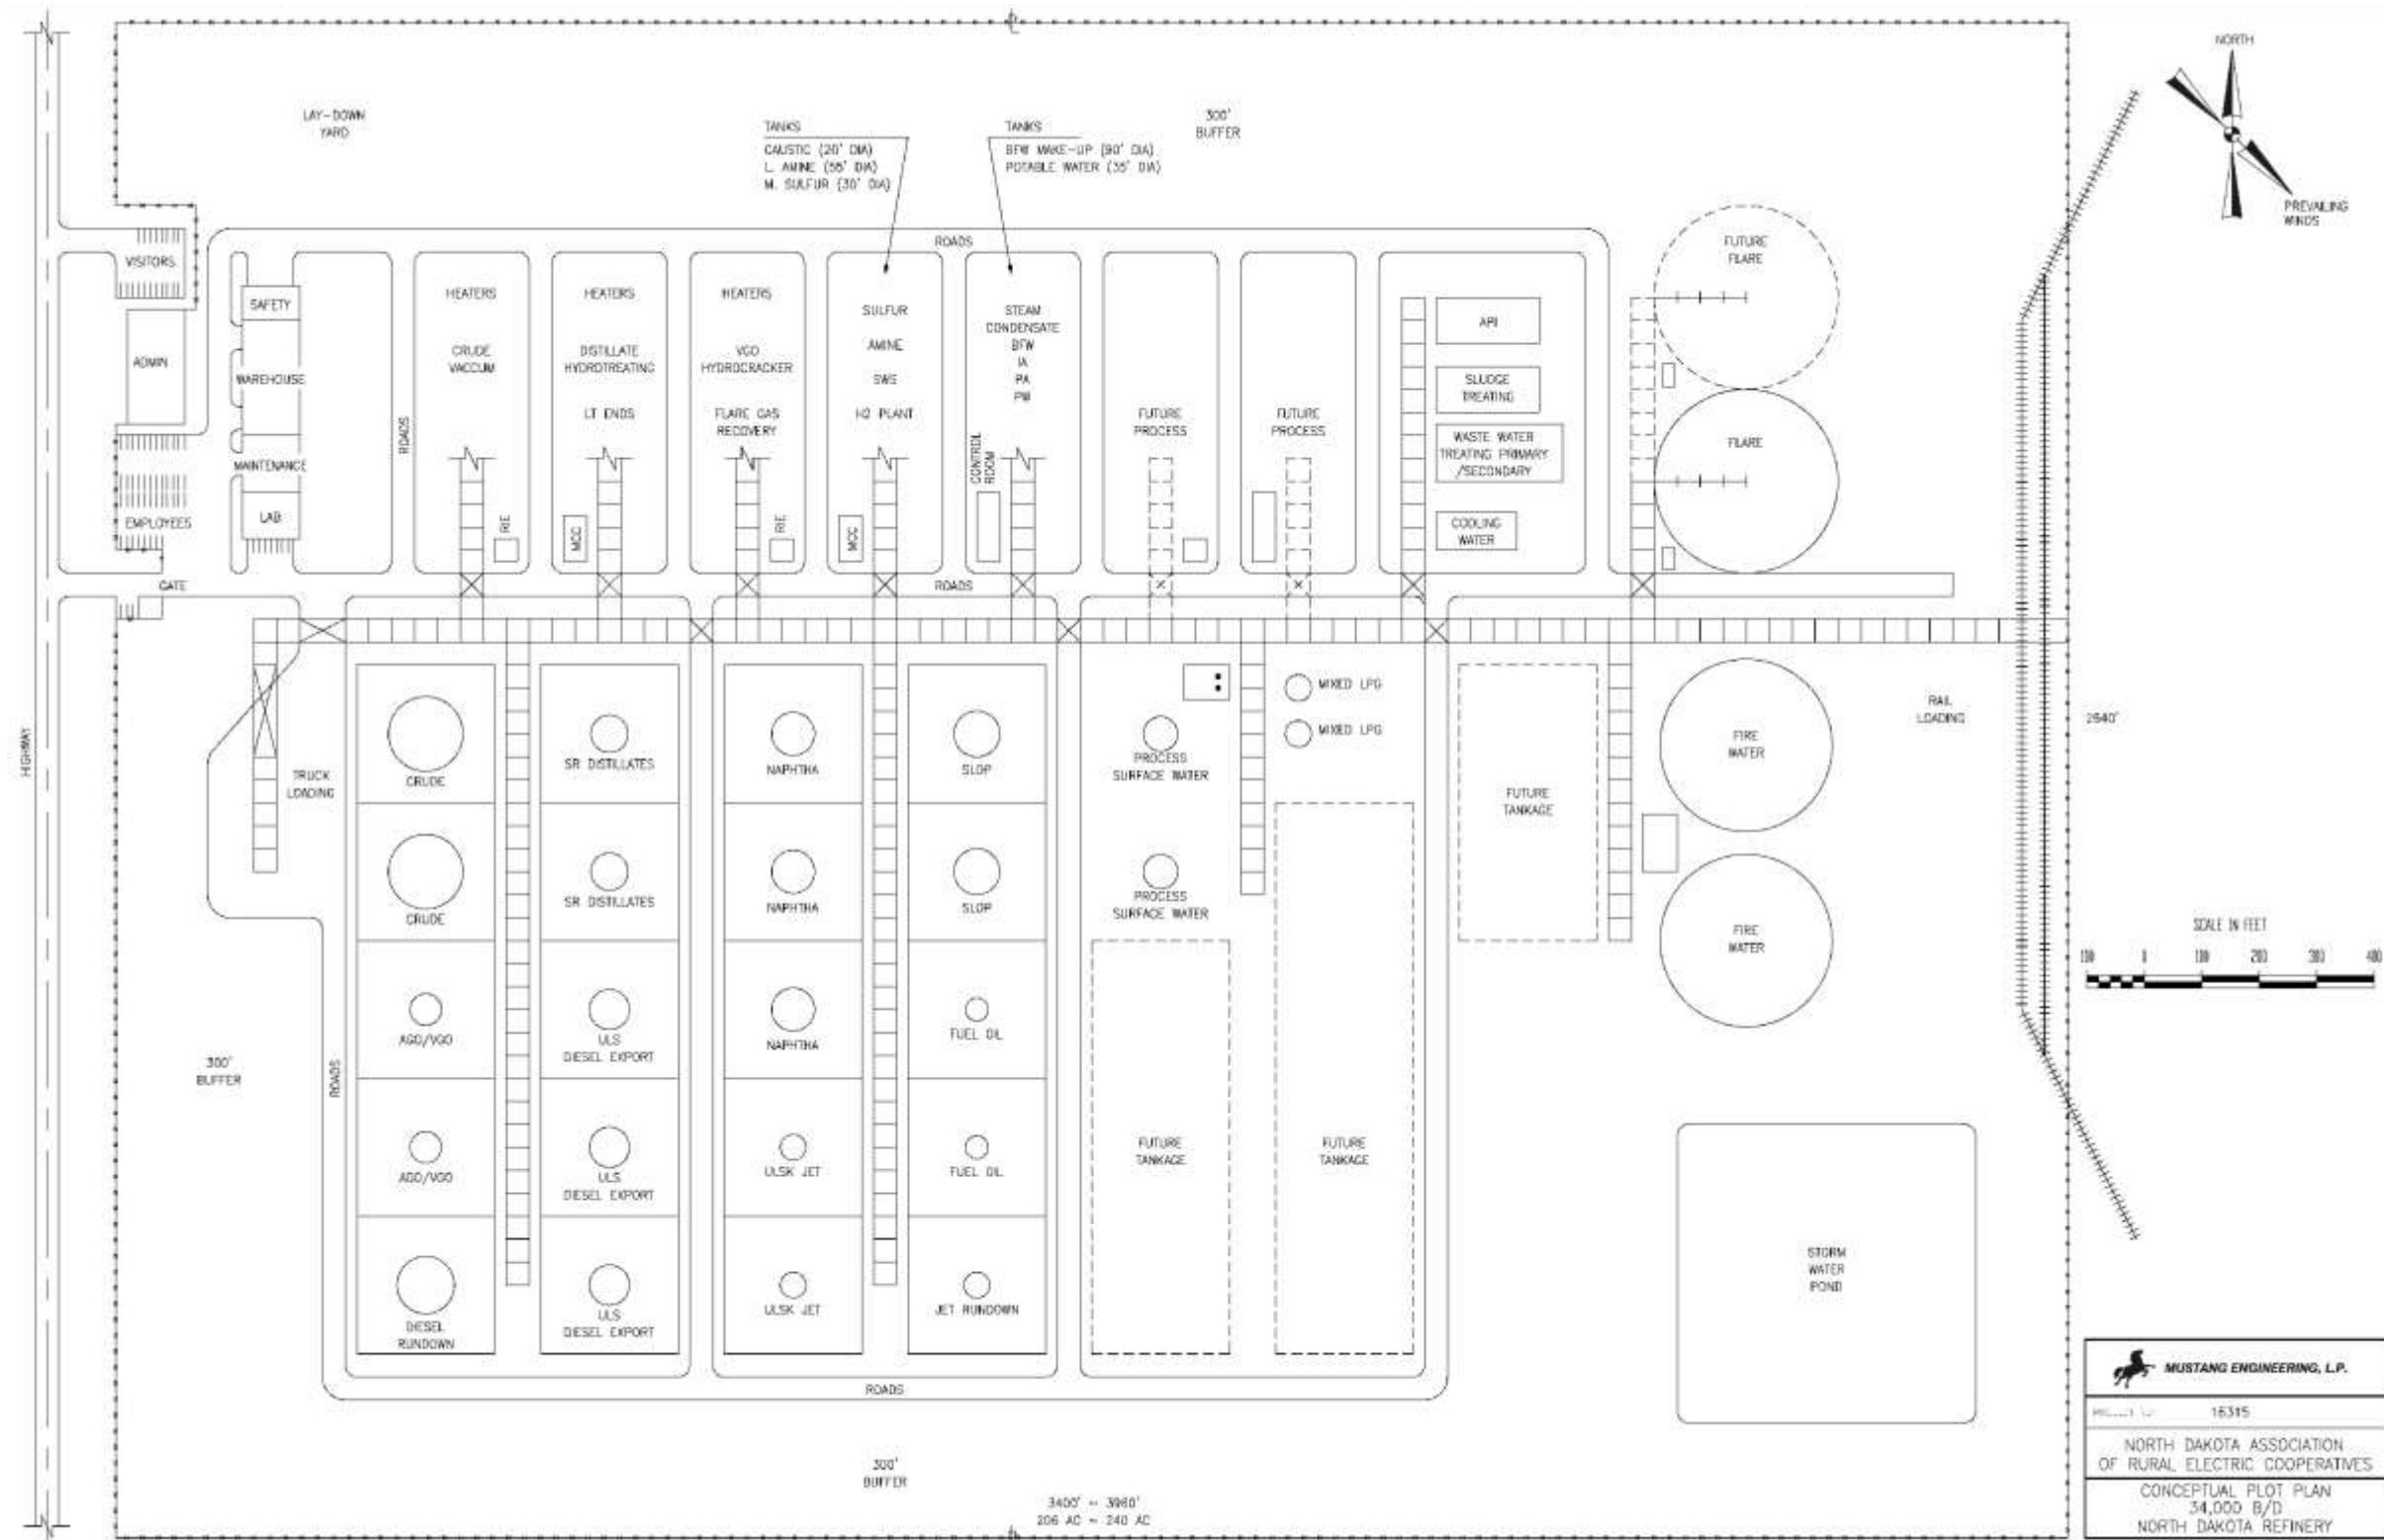 NORTH
PREVAILING
WINDS
LAY-DOWN
YARD
TANKS
CAUSTIC (20' DIA)
L. AMINE (55' DIA)
M. SULFUR (30' DIA)
TANKS
BFW MAKE-UP (90' DIA)
POTABLE WATER (35' DIA)
300'
BUFFER
ROADS
VISITORS
SAFETY
ADMIN
WAREHOUSE
MAINTENANCE
EMPLOYEES
LAB
GATE
HIGHWAY
ROADS
HEATERS
CRUDE
VACCUM
RIE
HEATERS
DISTILLATE
HYDROTREATING
LT ENDS
MCC
HEATERS
VGO
HYDROCRACKER
FLARE GAS
RECOVERY
RIE
SULFUR
AMINE
SWS
H2 PLANT
MCC
STEAM
CONDENSATE
BFW
IA
PA
PW
CONTROL
ROOM
FUTURE
PROCESS
FUTURE
PROCESS
API
SLUDGE
TREATING
WASTE WATER
TREATING PRIMARY
/SECONDARY
COOLING
WATER
FUTURE
FLARE
FLARE
ROADS
TRUCK
LOADING
CRUDE
SR DISTILLATES
NAPHTHA
SLOP
PROCESS
SURFACE WATER
MIXED LPG
MIXED LPG
FUTURE
TANKAGE
FIRE
WATER
RAIL
LOADING
2640'
CRUDE
SR DISTILLATES
NAPHTHA
SLOP
PROCESS
SURFACE WATER
FIRE
WATER
SCALE IN FEET
100 0 100 200 300 400
300'
BUFFER
ROADS
AGO/VGO
ULS
DIESEL EXPORT
NAPHTHA
FUEL OIL
AGO/VGO
ULS
DIESEL EXPORT
ULSK JET
FUEL OIL
FUTURE
TANKAGE
FUTURE
TANKAGE
DIESEL
RUNDOWN
ULS
DIESEL EXPORT
ULSK JET
JET RUNDOWN
STORM
WATER
POND
ROADS
300'
BUFFER
3400' ~ 3960'
206 AC ~ 240 AC
MUSTANG ENGINEERING, L.P.
16315
NORTH DAKOTA ASSOCIATION
OF RURAL ELECTRIC COOPERATIVES
CONCEPTUAL PLOT PLAN
34,000 B/D
NORTH DAKOTA REFINERY